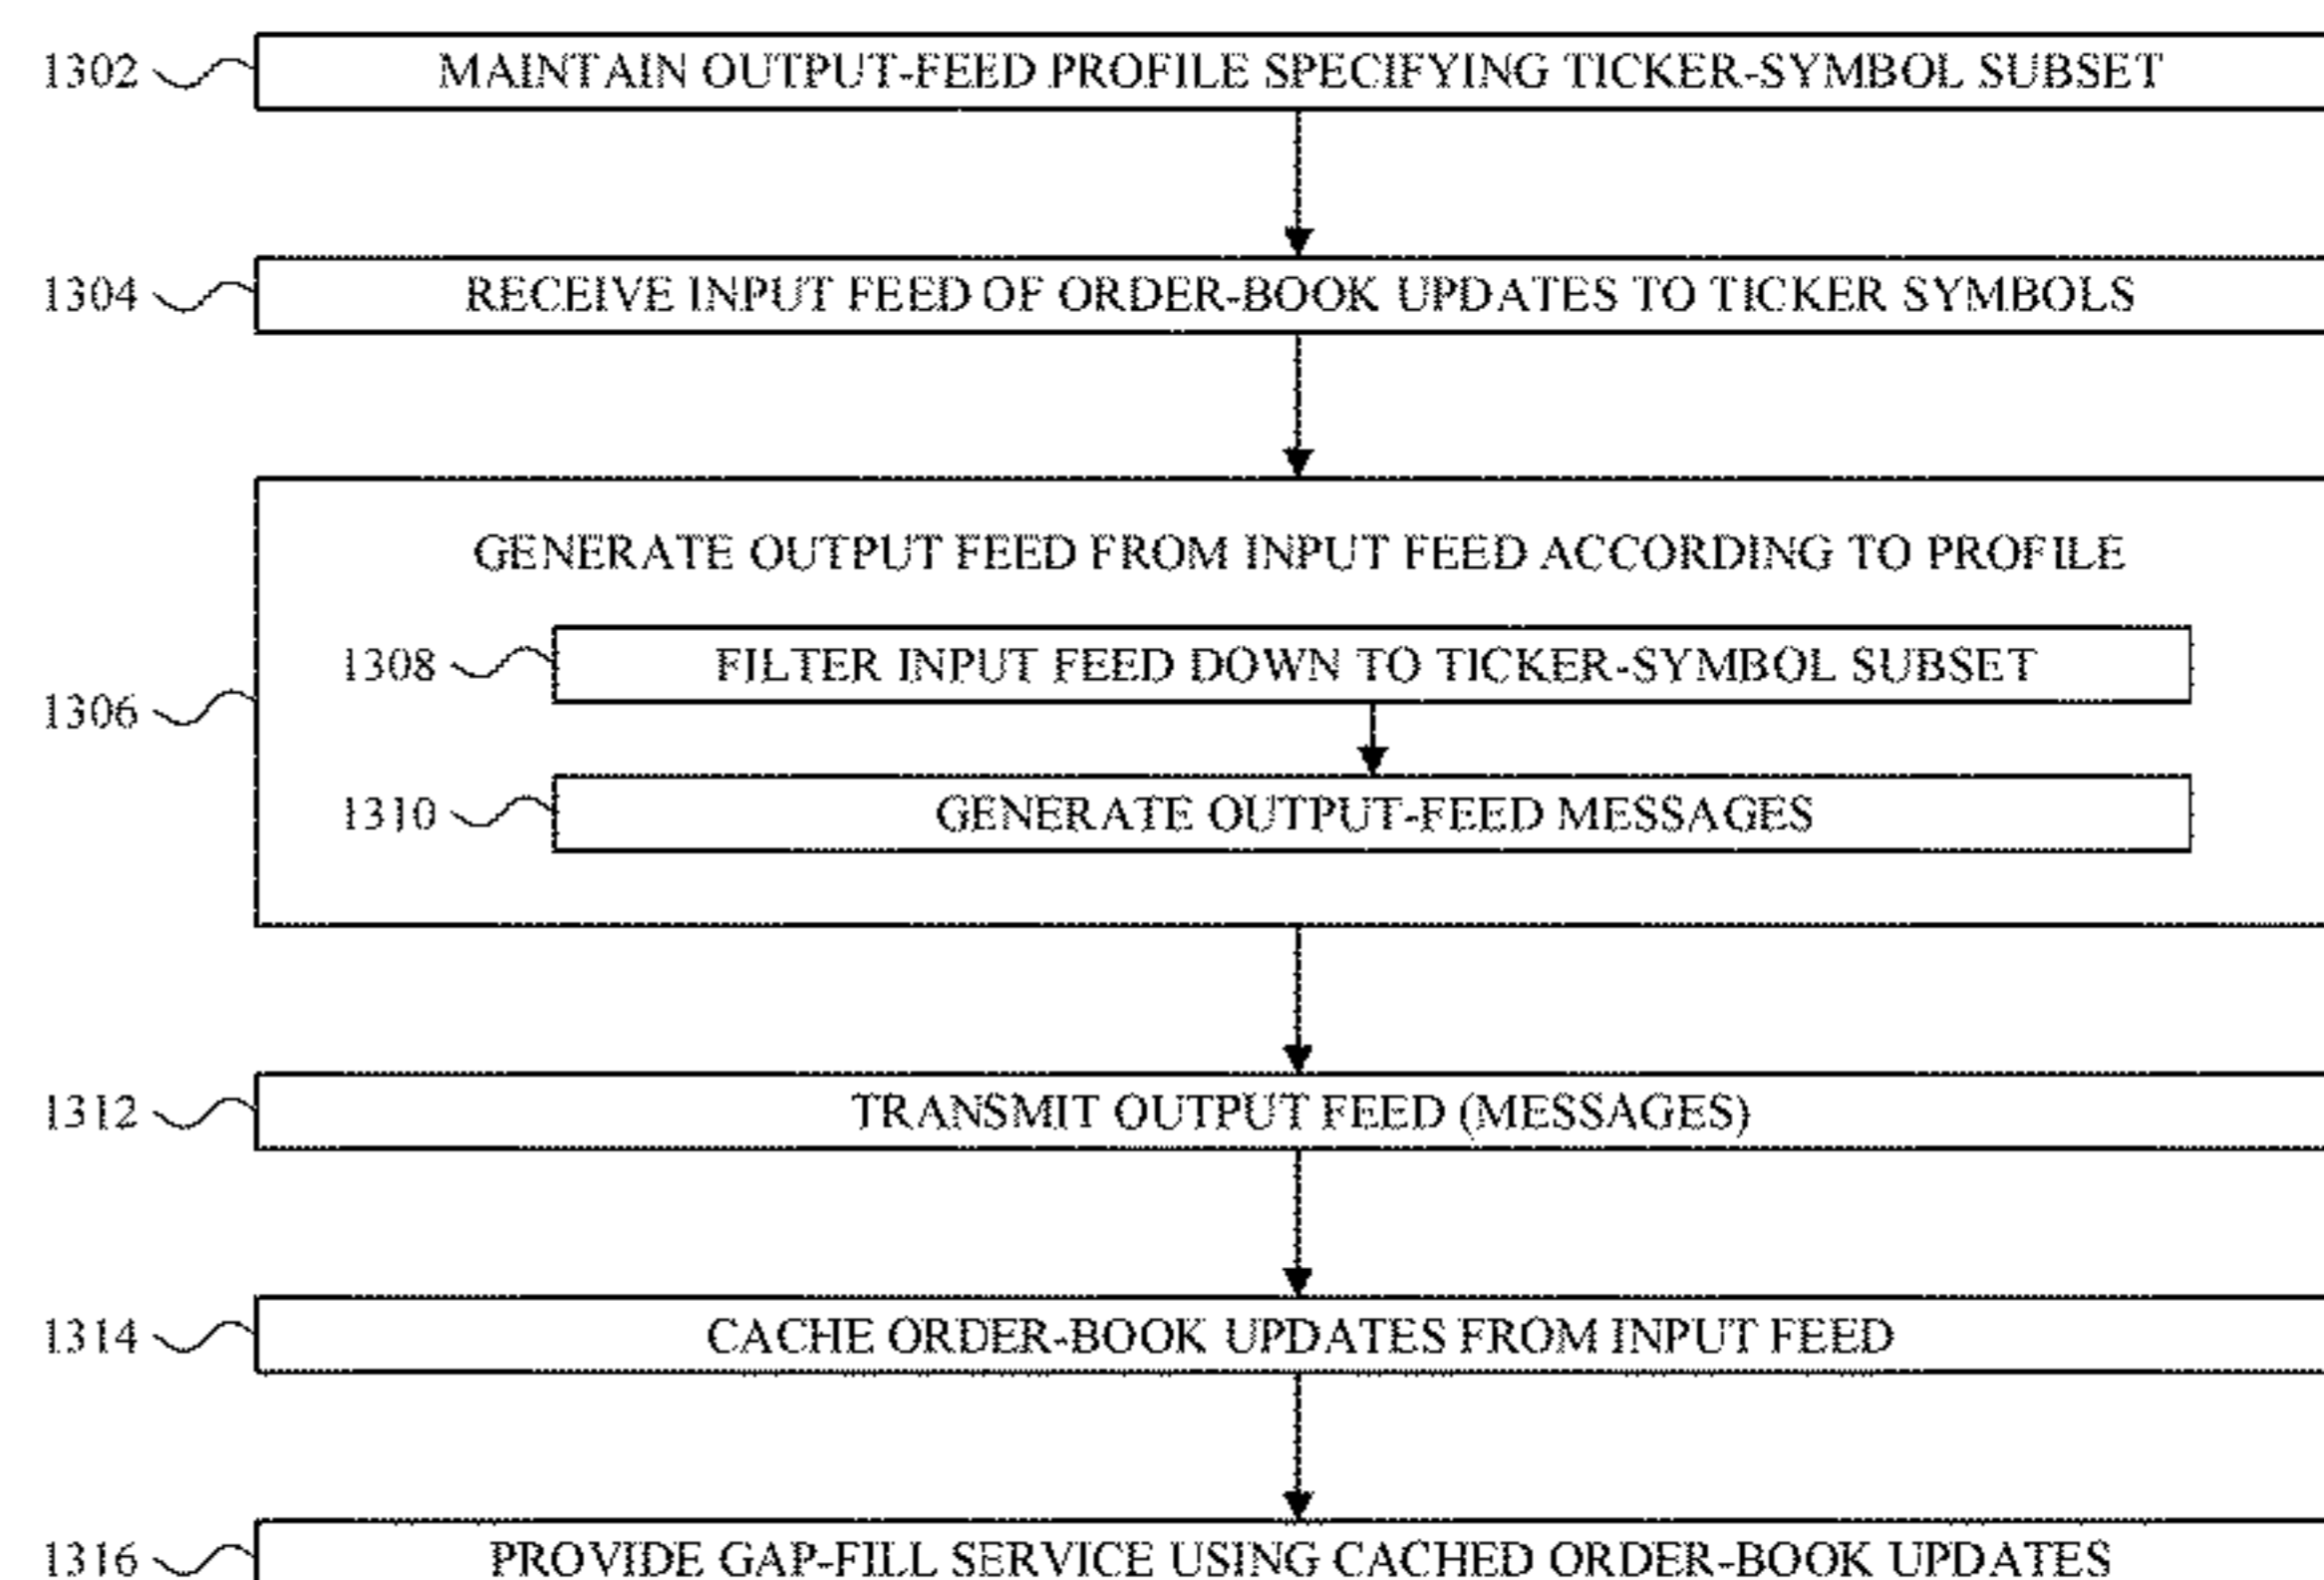 1302 MAINTAIN OUTPUT-FEED PROFILE SPECIFYING TICKER-SYMBOL SUBSET
1304 RECEIVE INPUT FEED OF ORDER-BOOK UPDATES TO TICKER SYMBOLS
GENERATE OUTPUT FEED FROM INPUT FEED ACCORDING TO PROFILE
1308 FILTER INPUT FEED DOWN TO TICKER-SYMBOL SUBSET
1306
1310 GENERATE OUTPUT-FEED MESSAGES
1312 TRANSMIT OUTPUT FEED (MESSAGES)
1314 CACHE ORDER-BOOK UPDATES FROM INPUT FEED
1316 PROVIDE GAP-FILL SERVICE USING CACHED ORDER-BOOK UPDATES